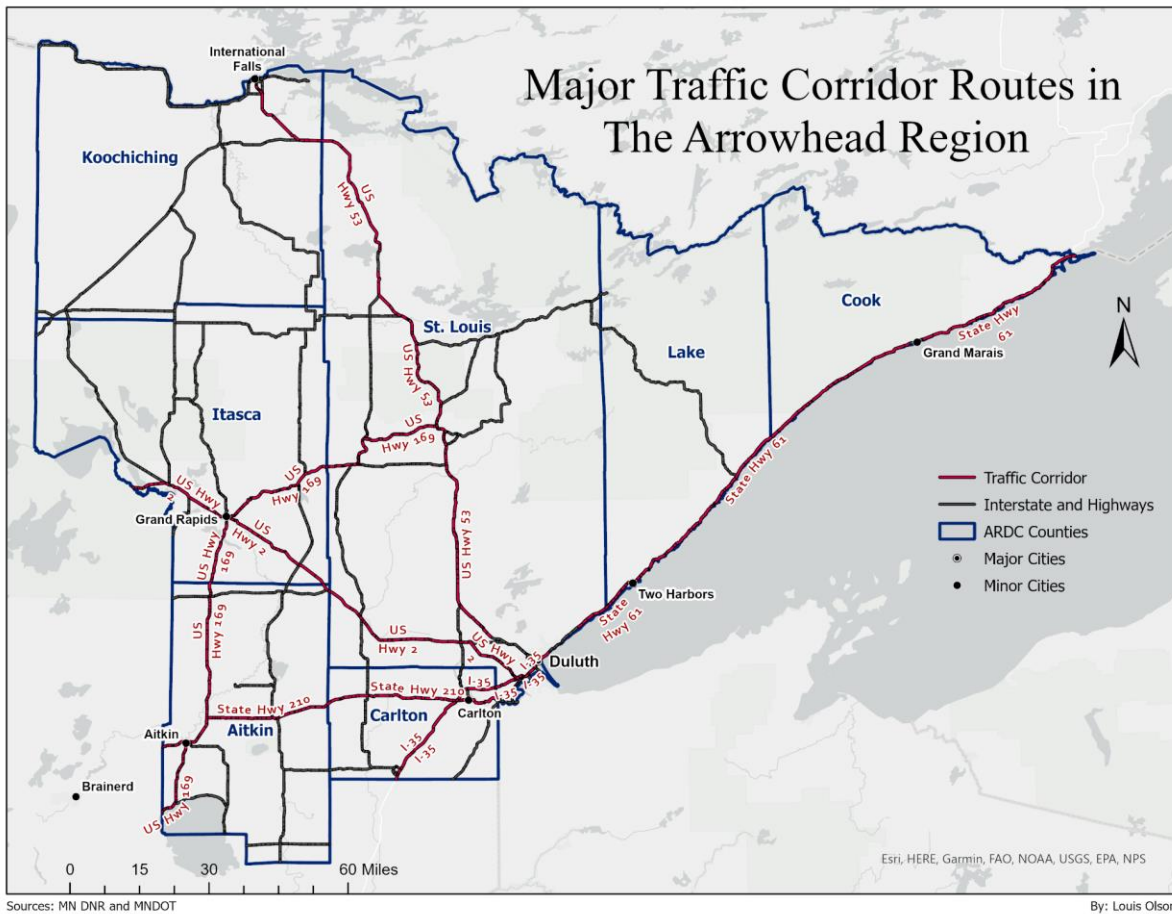 Major Traffic Corridor Routes in
The Arrowhead Region
International
Falls
Koochiching
US
Hwy 53
St. Louis
Cook
Lake
State Hwy
61
Grand Marais
N
US Hwy 53
Itasca
US
Hwy 169
US
Hwy 169
State Hwy 61
US Hwy
2
Grand Rapids
US
Hwy 2
US Hwy
169
US Hwy 53
Traffic Corridor
Interstate and Highways
ARDC Counties
Major Cities
Minor Cities
Two Harbors
State
Hwy 61
US
Hwy 169
US
Hwy 2
US Hwy
2
Duluth
I-35
I-35
I-35
I-35
State Hwy 210
Carlton
Carlton
State Hwy 210
Aitkin
Aitkin
I-35
I-35
Brainerd
US Hwy 169
0 15 30 60 Miles
Esri, HERE, Garmin, FAO, NOAA, USGS, EPA, NPS
Sources: MN DNR and MNDOT
By: Louis Olson